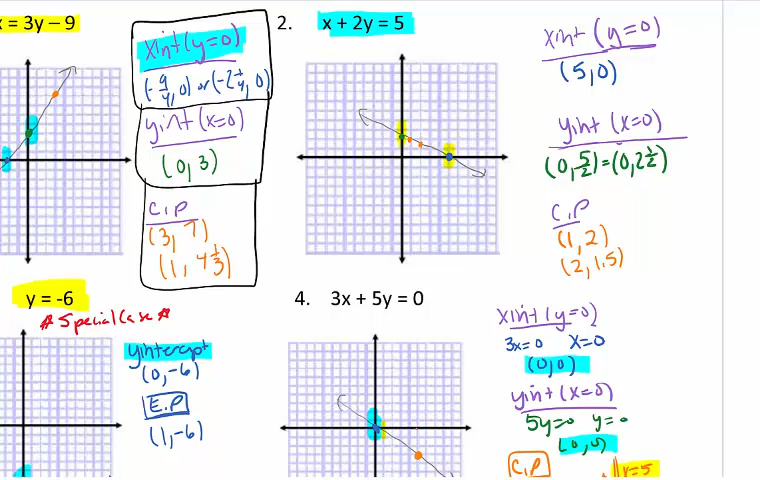 x = 3y – 9
xint (y=0)
(-9/4, 0) or (-2 1/4, 0)
yint (x=0)
(0, 3)
C.P
(3, 7)
(1, 4 1/3)
2. x + 2y = 5
xint (y=0)
(5, 0)
yint (x=0)
(0, 5/2) = (0, 2 1/2)
C.P
(1, 2)
(2, 1.5)
y = -6
* Special Case *
yintercept
(0, -6)
E.P
(1, -6)
4. 3x + 5y = 0
xint (y=0)
3x=0 x=0
(0,0)
yint (x=0)
5y=0 y=0
(0,0)
C.P
x=5